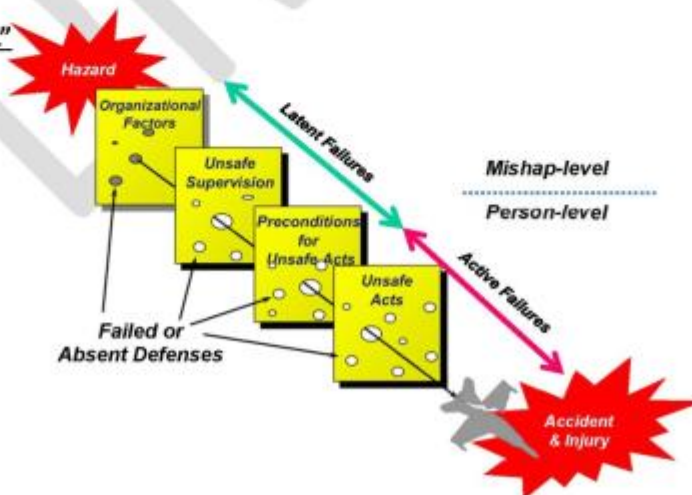 "
Hazard
Organizational
Factors
Latent Failures
Unsafe
Supervision
Mishap-level
Person-level
Preconditions
for
Unsafe Acts
Active Failures
Unsafe
Acts
Failed or
Absent Defenses
Accident
& Injury